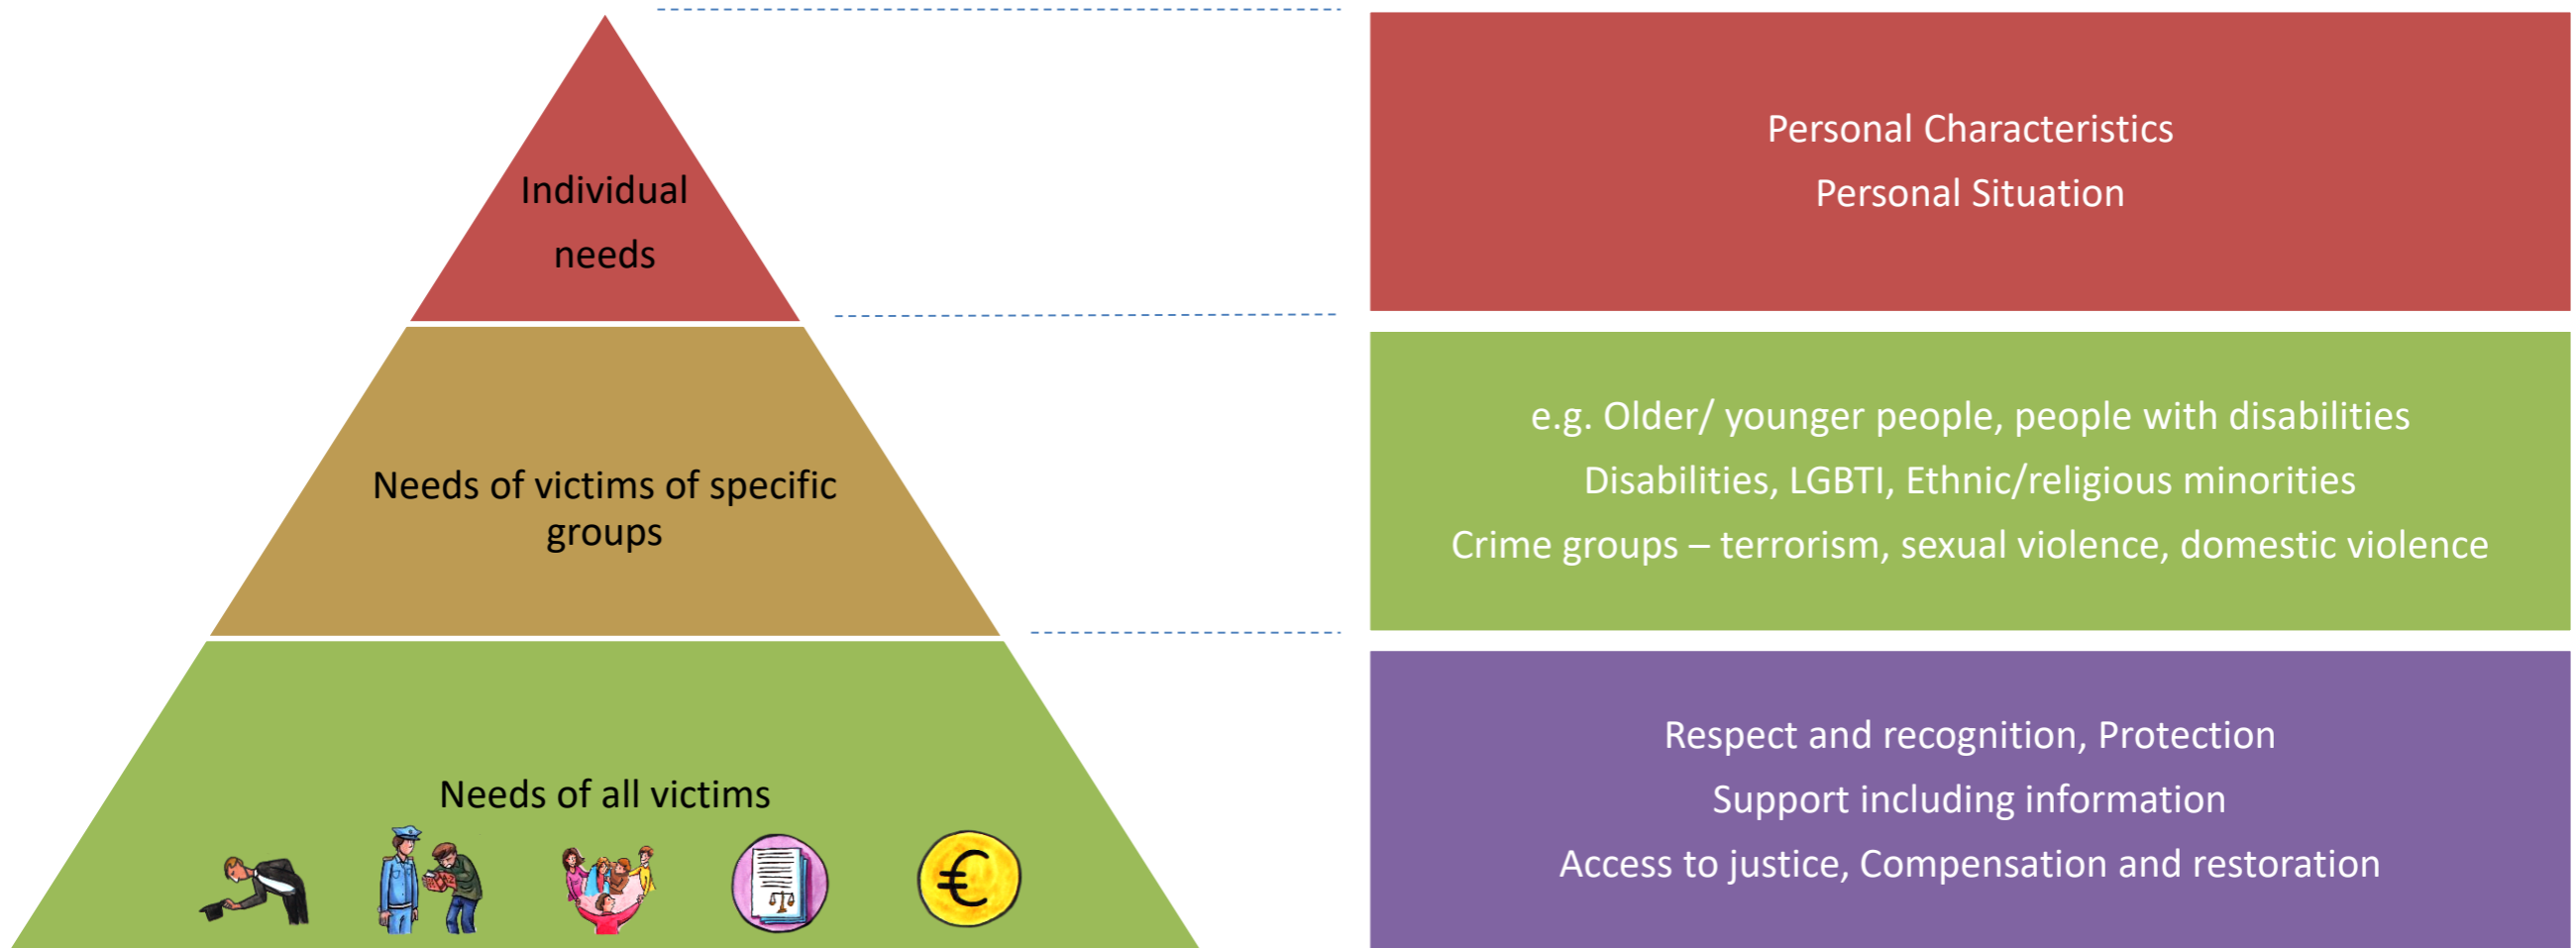 Individual
needs
Personal Characteristics
Personal Situation
Needs of victims of specific
groups
e.g. Older/ younger people, people with disabilities
Disabilities, LGBTI, Ethnic/religious minorities
Crime groups – terrorism, sexual violence, domestic violence
Needs of all victims
€
Respect and recognition, Protection
Support including information
Access to justice, Compensation and restoration